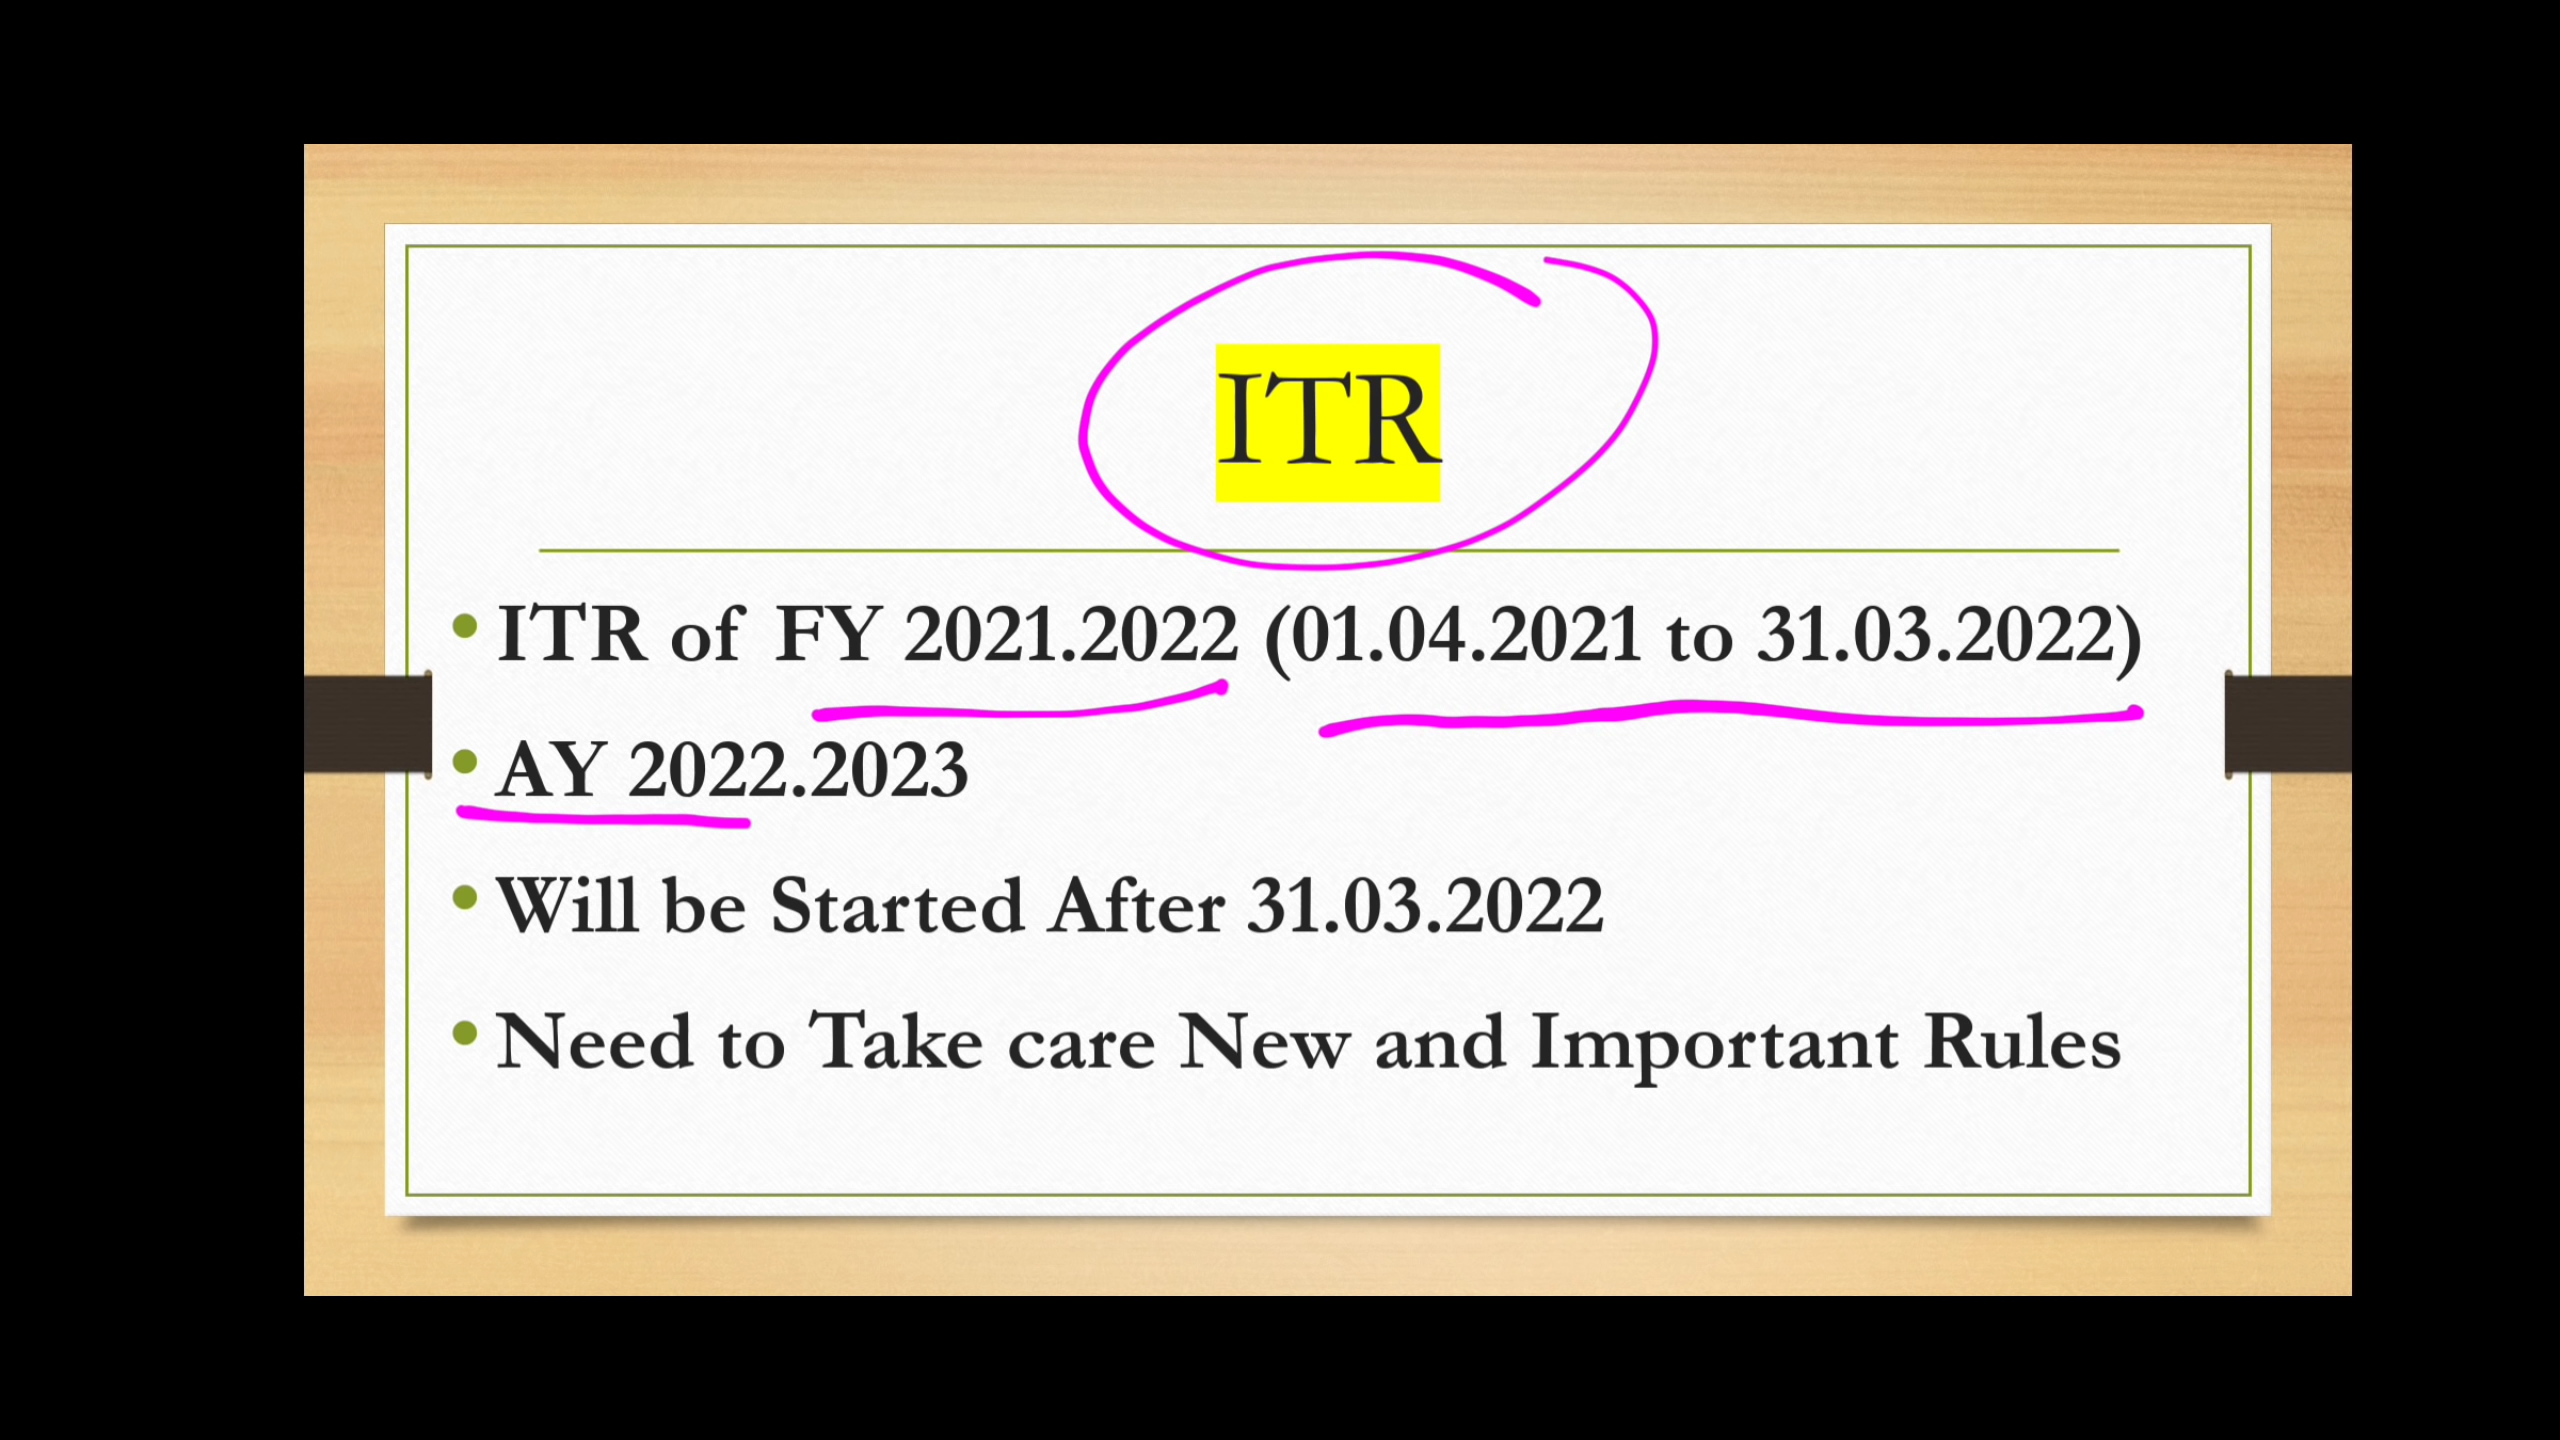 ITR
• ITR of FY 2021.2022 (01.04.2021 to 31.03.2022)
• AY 2022.2023
• Will be Started After 31.03.2022
• Need to Take care New and Important Rules